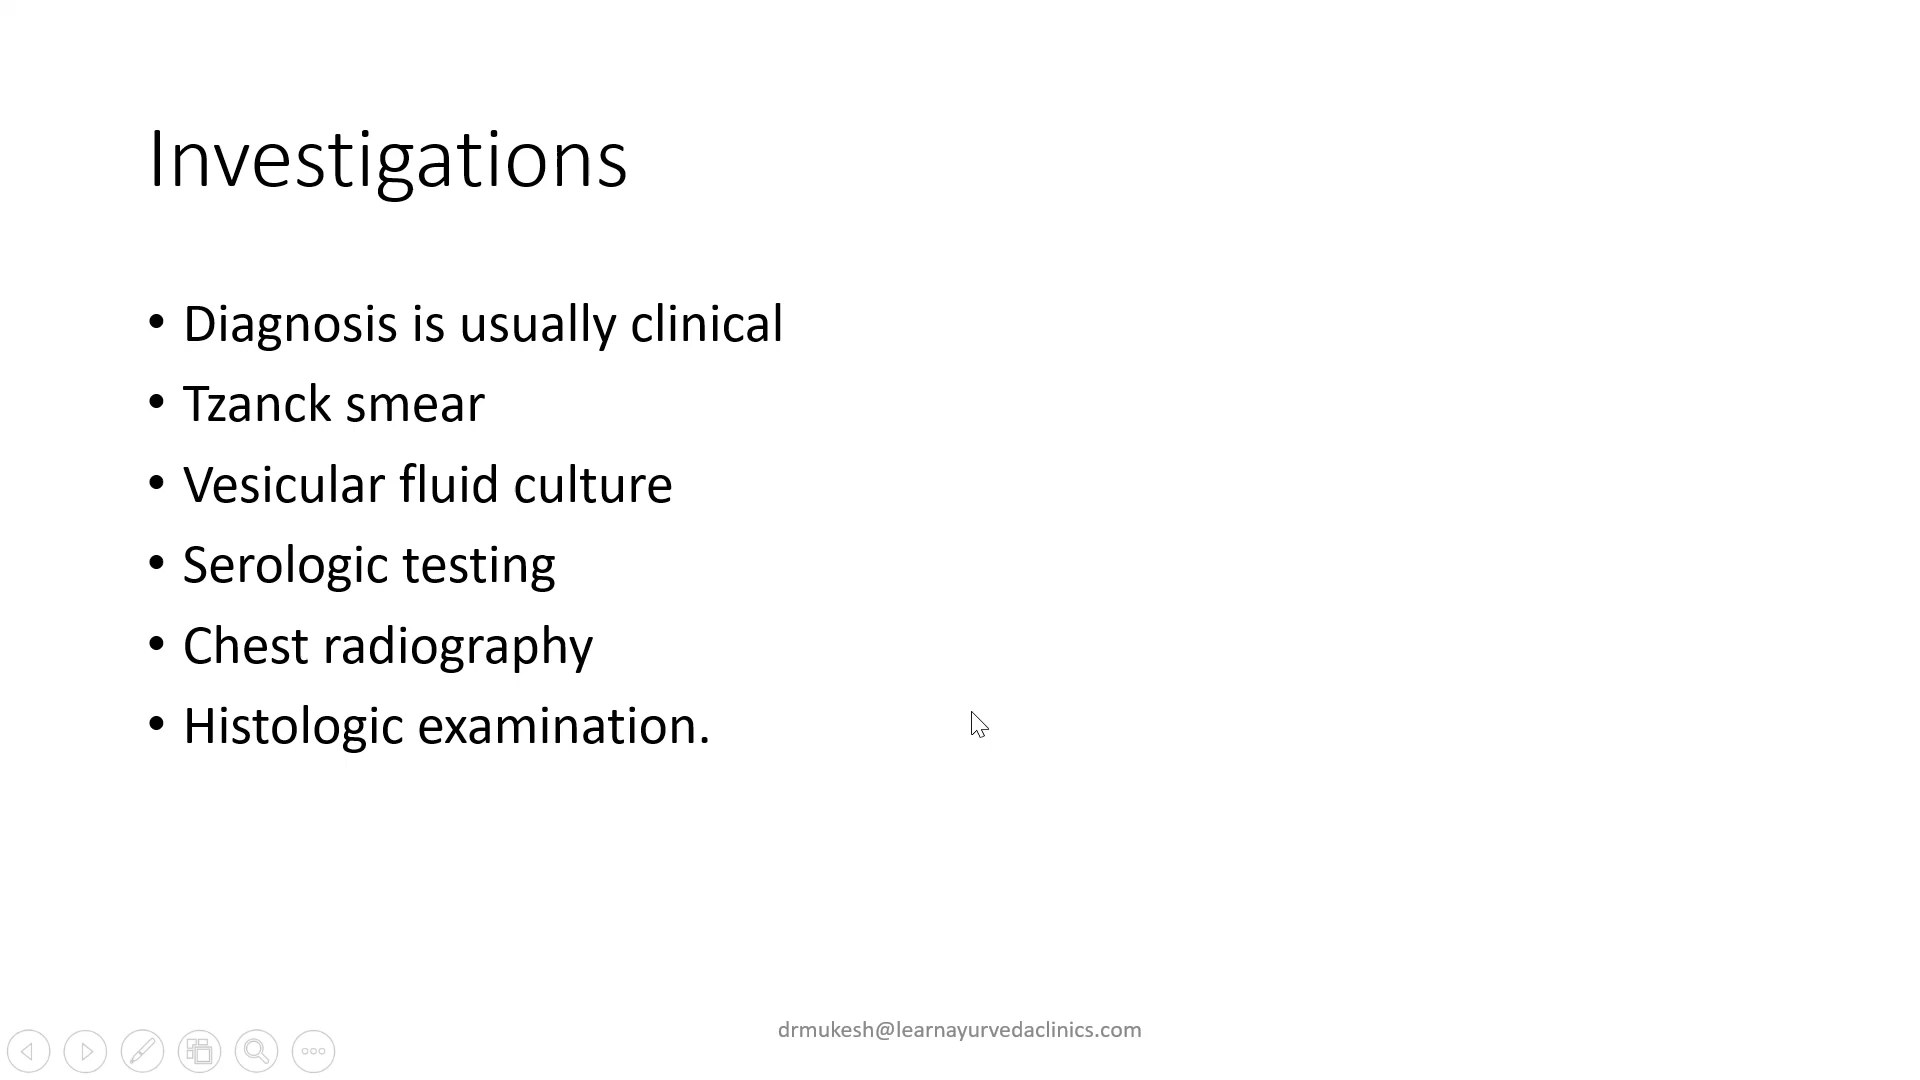 Investigations
• Diagnosis is usually clinical
• Tzanck smear
• Vesicular fluid culture
• Serologic testing
• Chest radiography
• Histologic examination.
drmukesh@learnayurvedaclinics.com